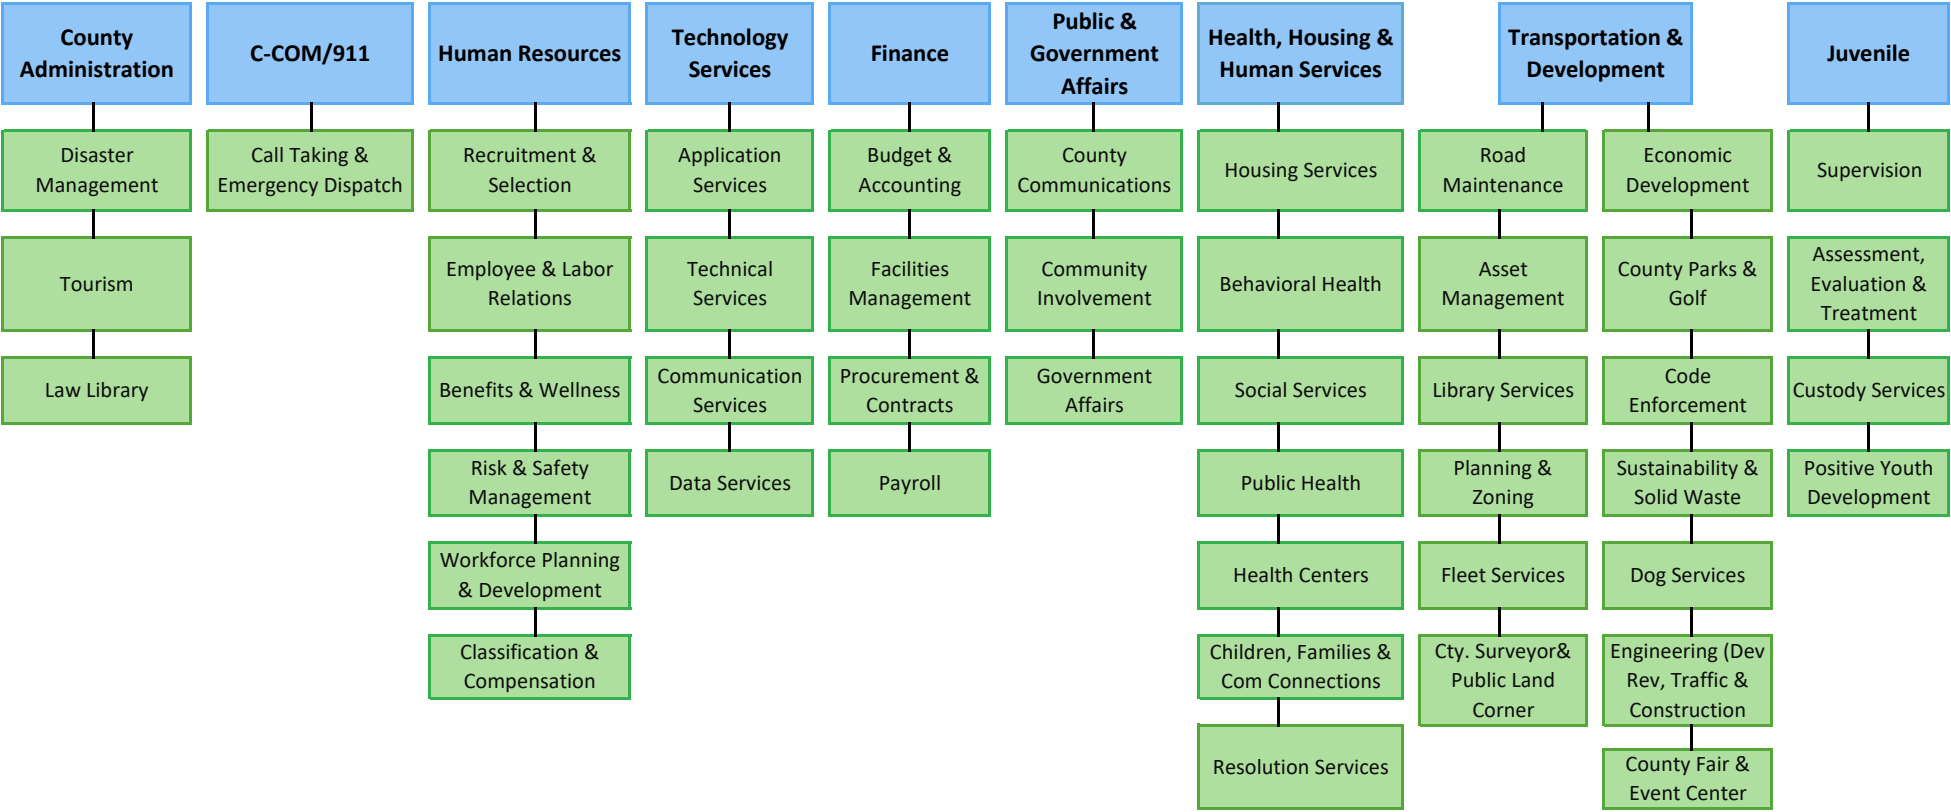 County
Administration
C-COM/911
Human Resources
Technology
Services
Finance
Public &
Government
Affairs
Health, Housing &
Human Services
Transportation &
Development
Juvenile
Disaster
Management
Tourism
Law Library
Call Taking &
Emergency Dispatch
Recruitment &
Selection
Employee & Labor
Relations
Benefits & Wellness
Risk & Safety
Management
Workforce Planning
& Development
Classification &
Compensation
Application
Services
Technical
Services
Communication
Services
Data Services
Budget &
Accounting
Facilities
Management
Procurement &
Contracts
Payroll
County
Communications
Community
Involvement
Government
Affairs
Housing Services
Behavioral Health
Social Services
Public Health
Health Centers
Children, Families &
Com Connections
Resolution Services
Road
Maintenance
Asset
Management
Library Services
Planning &
Zoning
Fleet Services
Cty. Surveyor&
Public Land
Corner
Economic
Development
County Parks &
Golf
Code
Enforcement
Sustainability &
Solid Waste
Dog Services
Engineering (Dev
Rev, Traffic &
Construction
County Fair &
Event Center
Supervision
Assessment,
Evaluation &
Treatment
Custody Services
Positive Youth
Development